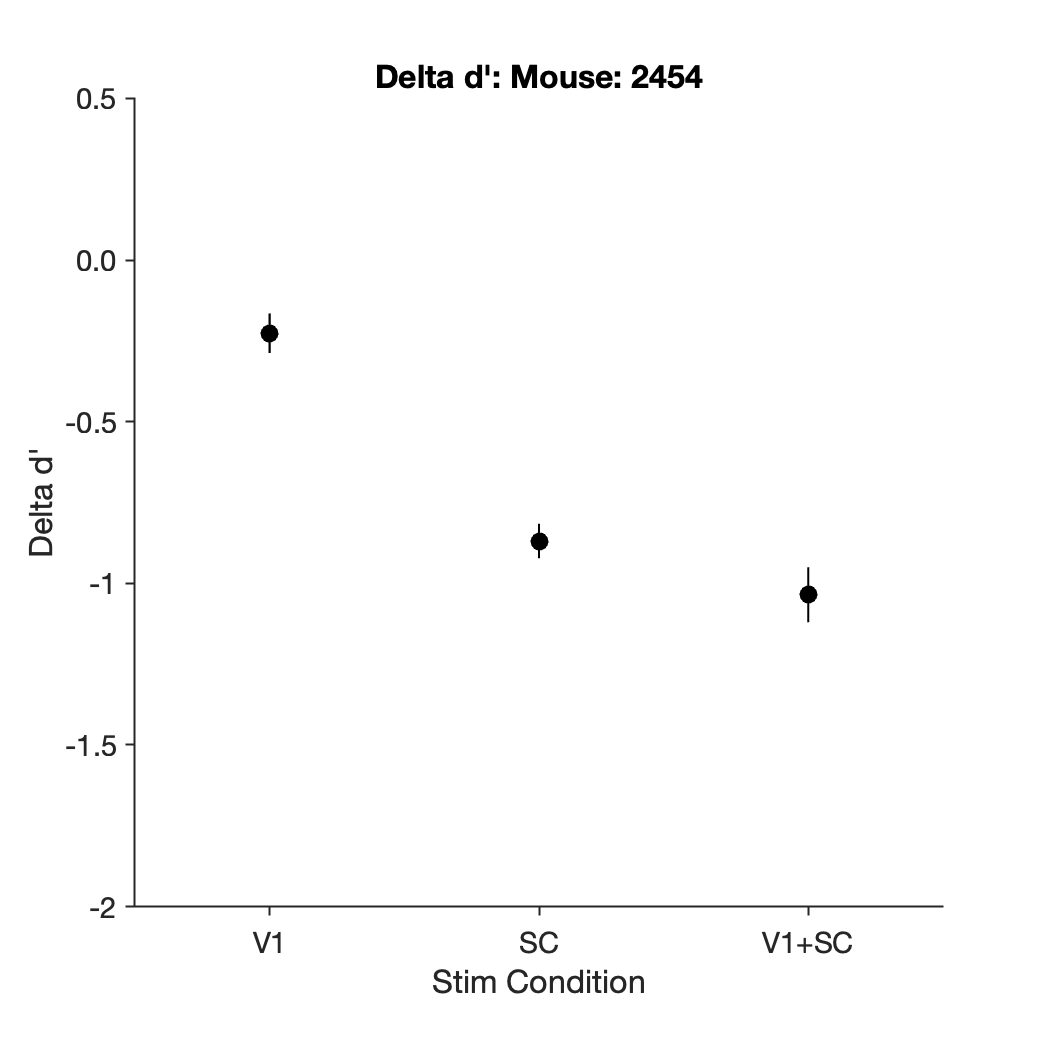 Delta d': Mouse: 2454
0.5
0.0
-0.5
-1
-1.5
-2
Delta d'
V1
SC
V1+SC
Stim Condition